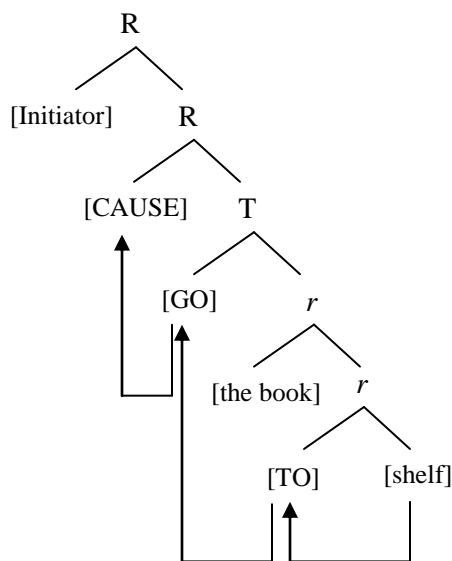 R
[Initiator] R
[CAUSE] T
[GO] r
[the book] r
[TO] [shelf]